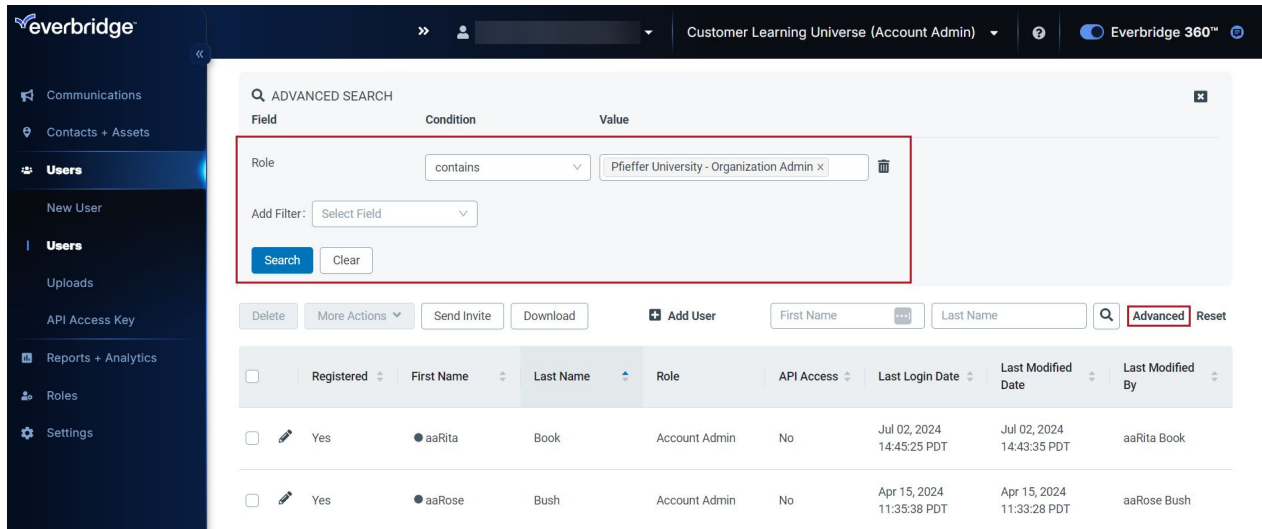 everbridge™
Customer Learning Universe (Account Admin)
Everbridge 360™
Communications
Contacts + Assets
Users
New User
Users
Uploads
API Access Key
Reports + Analytics
Roles
Settings
ADVANCED SEARCH
Field Condition Value
Role contains Pfieffer University - Organization Admin ×
Add Filter: Select Field
Search Clear
Delete More Actions Send Invite Download Add User First Name Last Name Advanced Reset
Registered First Name Last Name Role API Access Last Login Date Last Modified Date Last Modified By
Yes aaRita Book Account Admin No Jul 02, 2024 14:45:25 PDT Jul 02, 2024 14:43:35 PDT aaRita Book
Yes aaRose Bush Account Admin No Apr 15, 2024 11:35:38 PDT Apr 15, 2024 11:33:28 PDT aaRose Bush